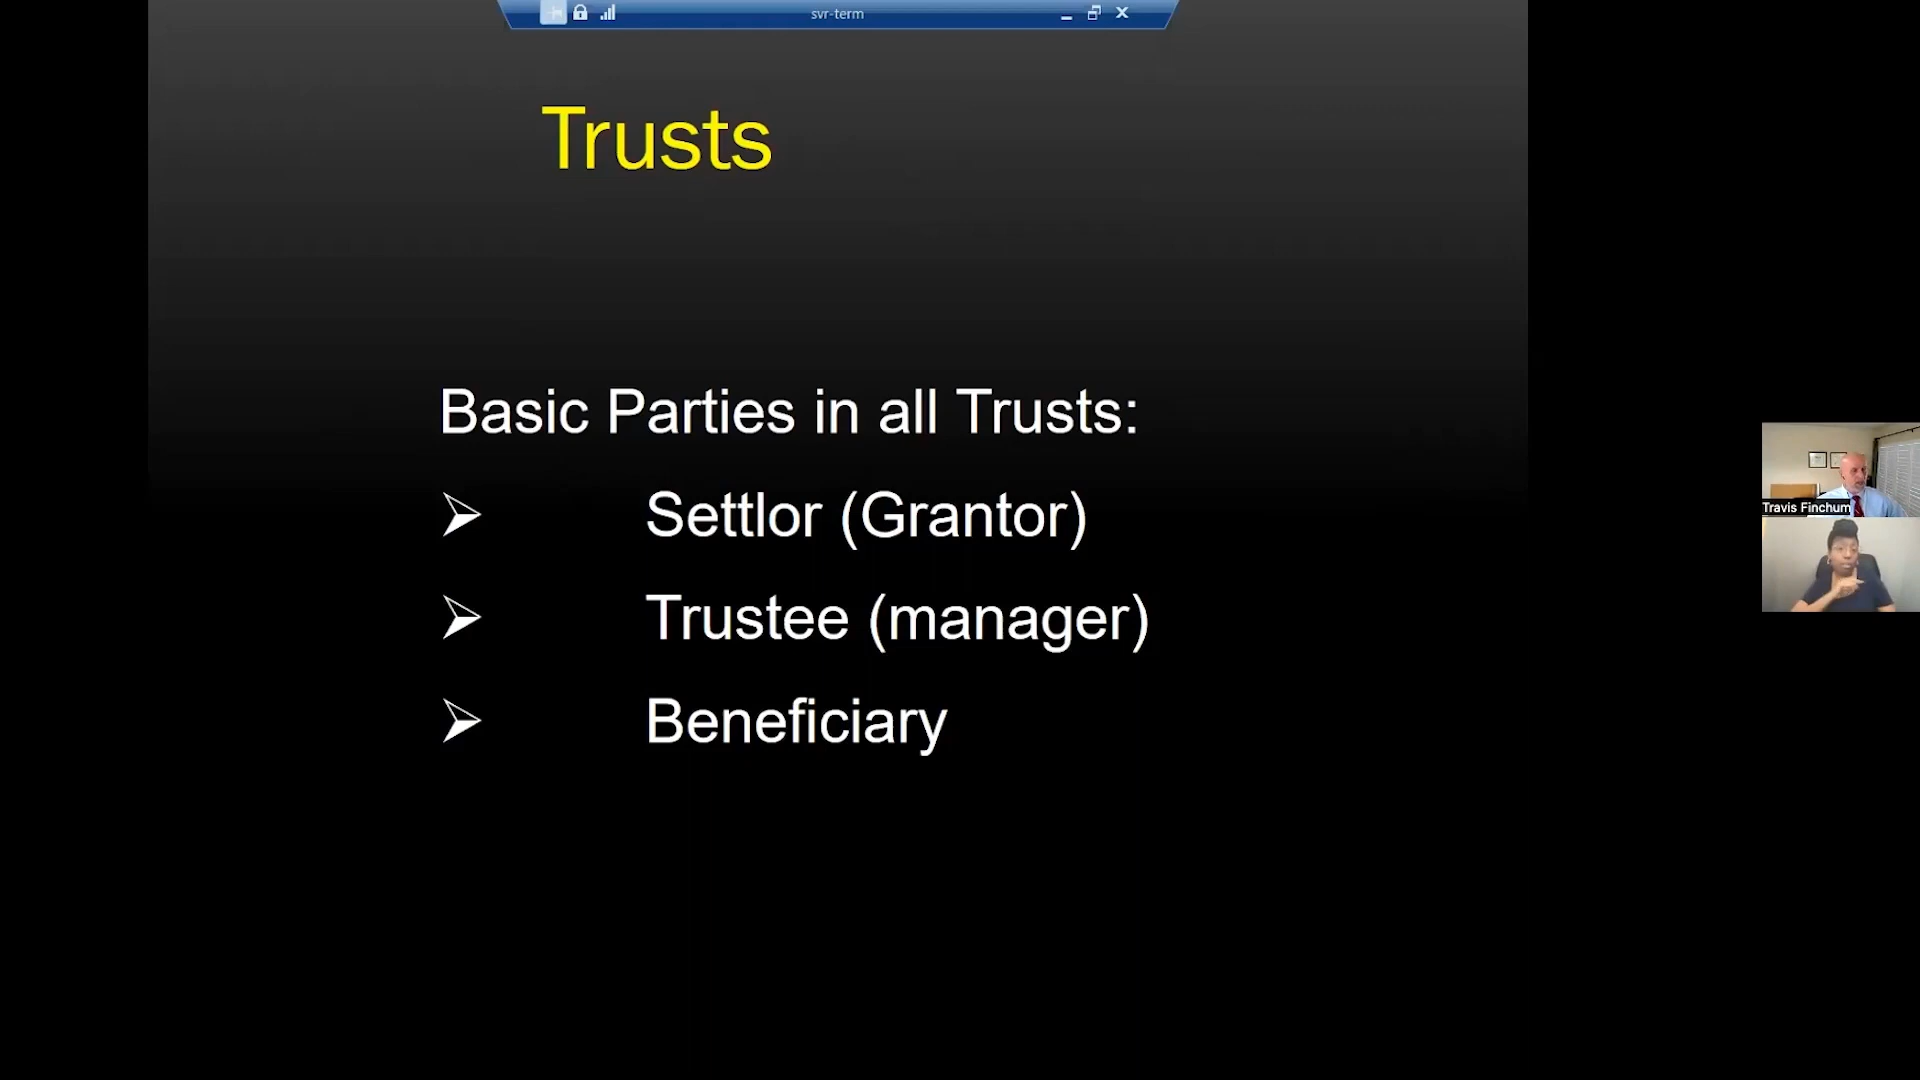 svr-term
Trusts
Basic Parties in all Trusts:
Settlor (Grantor)
Trustee (manager)
Beneficiary
Travis Finchum